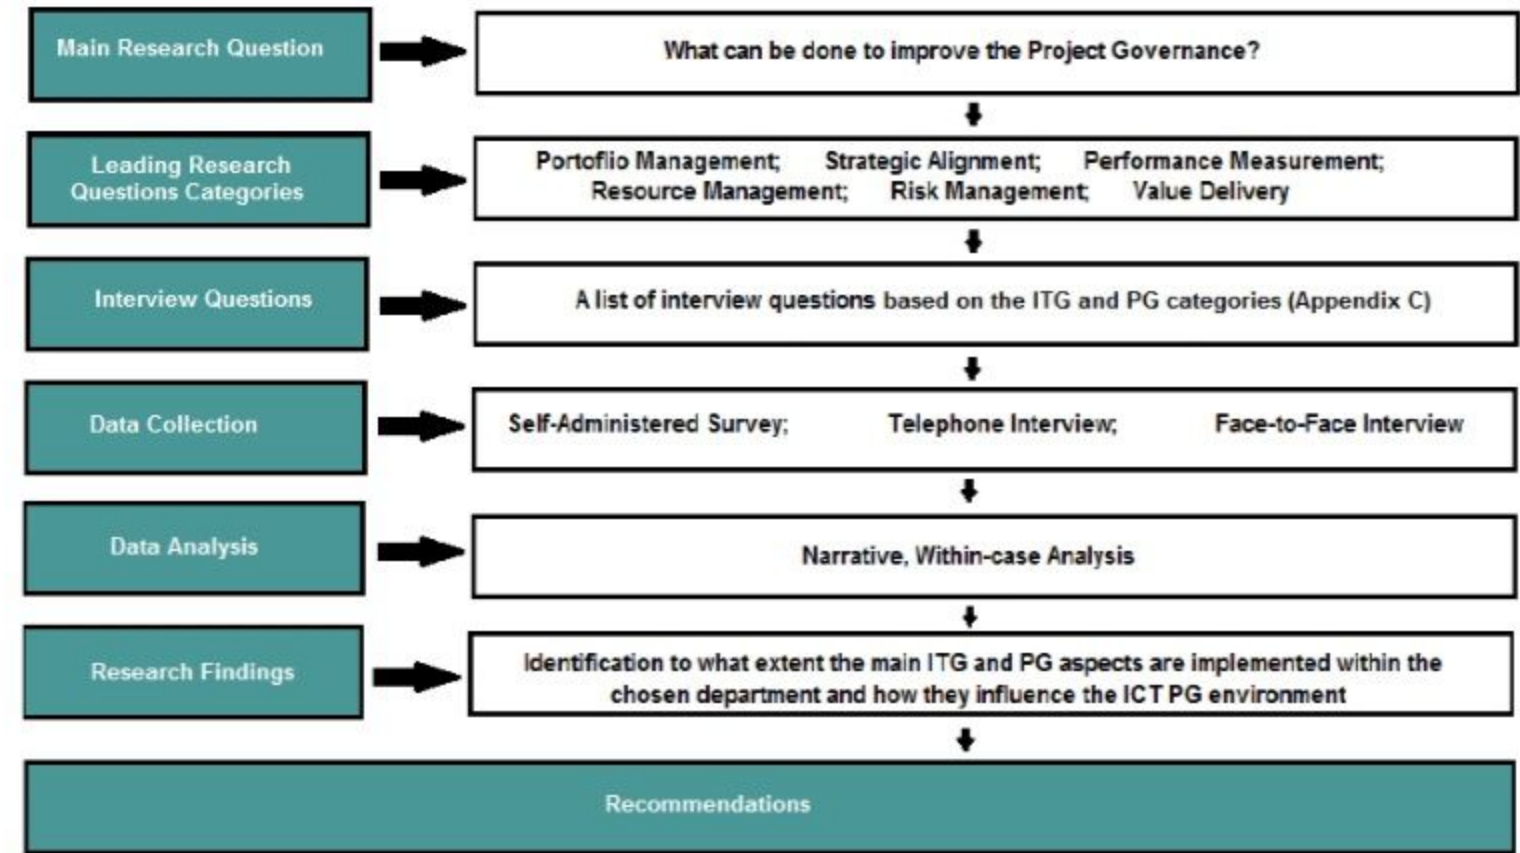 Main Research Question
What can be done to improve the Project Governance?
Leading Research
Questions Categories
Portoflio Management; Strategic Alignment; Performance Measurement;
Resource Management; Risk Management; Value Delivery
Interview Questions
A list of interview questions based on the ITG and PG categories (Appendix C)
Data Collection
Self-Administered Survey; Telephone Interview; Face-to-Face Interview
Data Analysis
Narrative, Within-case Analysis
Research Findings
Identification to what extent the main ITG and PG aspects are implemented within the
chosen department and how they influence the ICT PG environment
Recommendations